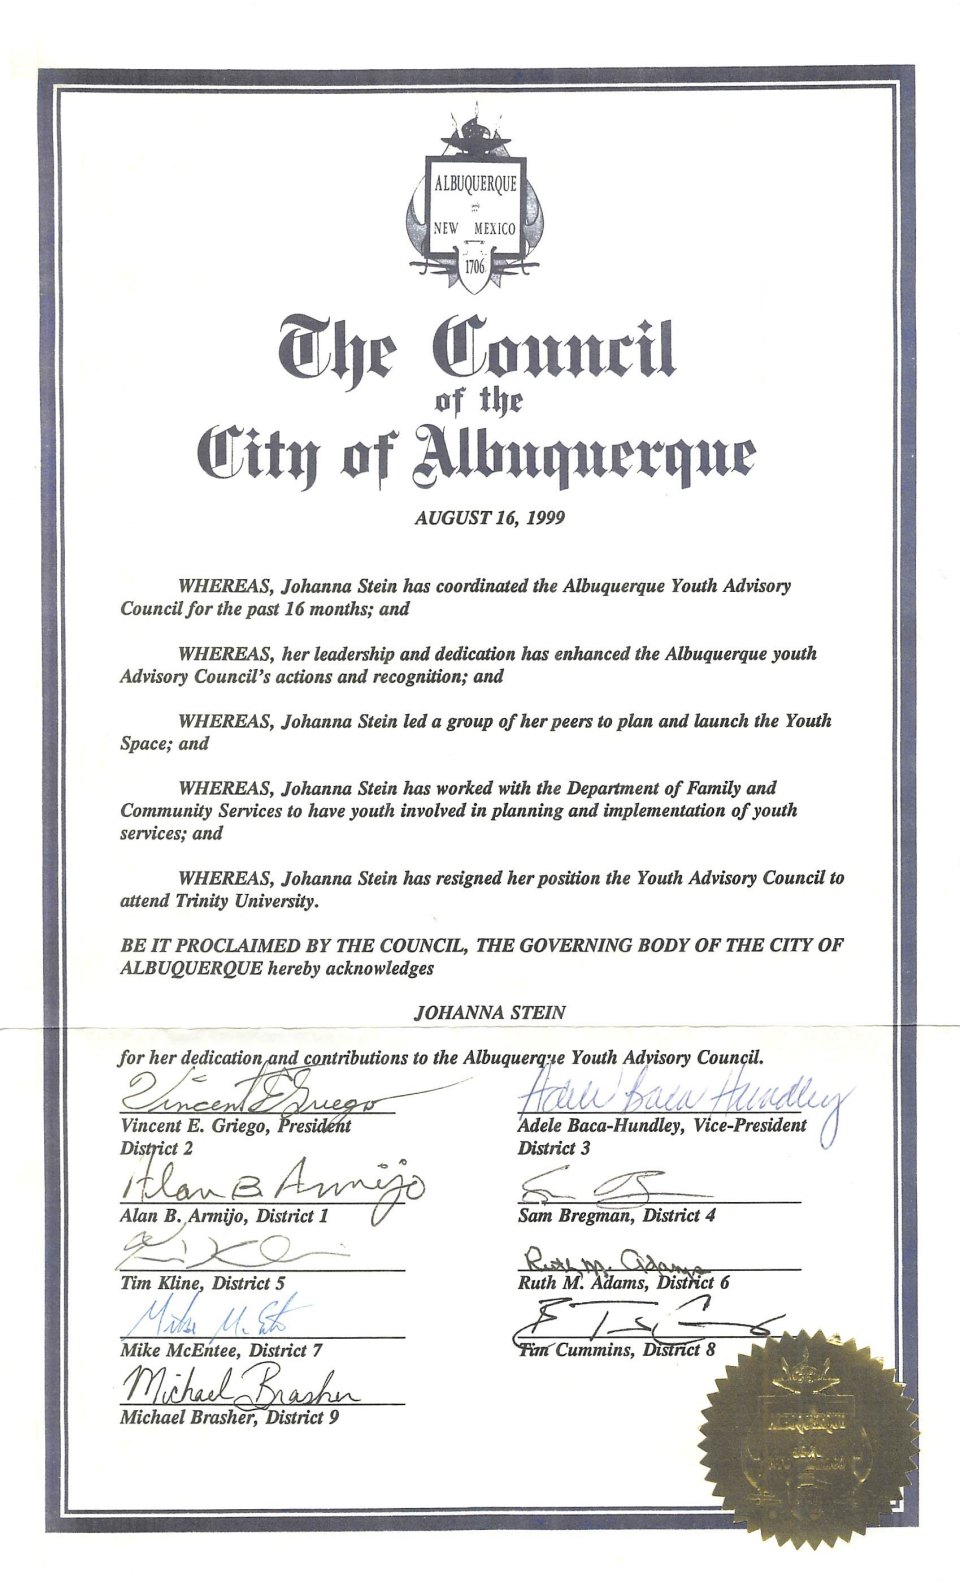 ALBUQUERQUE
NEW MEXICO
1706
The Council
of the
City of Albuquerque
AUGUST 16, 1999
WHEREAS, Johanna Stein has coordinated the Albuquerque Youth Advisory
Council for the past 16 months; and
WHEREAS, her leadership and dedication has enhanced the Albuquerque youth
Advisory Council's actions and recognition; and
WHEREAS, Johanna Stein led a group of her peers to plan and launch the Youth
Space; and
WHEREAS, Johanna Stein has worked with the Department of Family and
Community Services to have youth involved in planning and implementation of youth
services; and
WHEREAS, Johanna Stein has resigned her position the Youth Advisory Council to
attend Trinity University.
BE IT PROCLAIMED BY THE COUNCIL, THE GOVERNING BODY OF THE CITY OF
ALBUQUERQUE hereby acknowledges
JOHANNA STEIN
for her dedication and contributions to the Albuquerque Youth Advisory Council.
Vincent E Griego
Adele Baca Hundley
Vincent E. Griego, President
Adele Baca-Hundley, Vice-President
District 2
District 3
Alan B. Armijo
Alan B. Armijo, District 1
Sam Bregman, District 4
Ruth M. Adams
Tim Kline, District 5
Ruth M. Adams, District 6
Mike McEntee, District 7
Tim Cummins, District 8
Michael Brasher
Michael Brasher, District 9
ALBUQUERQUE
NEW MEXICO